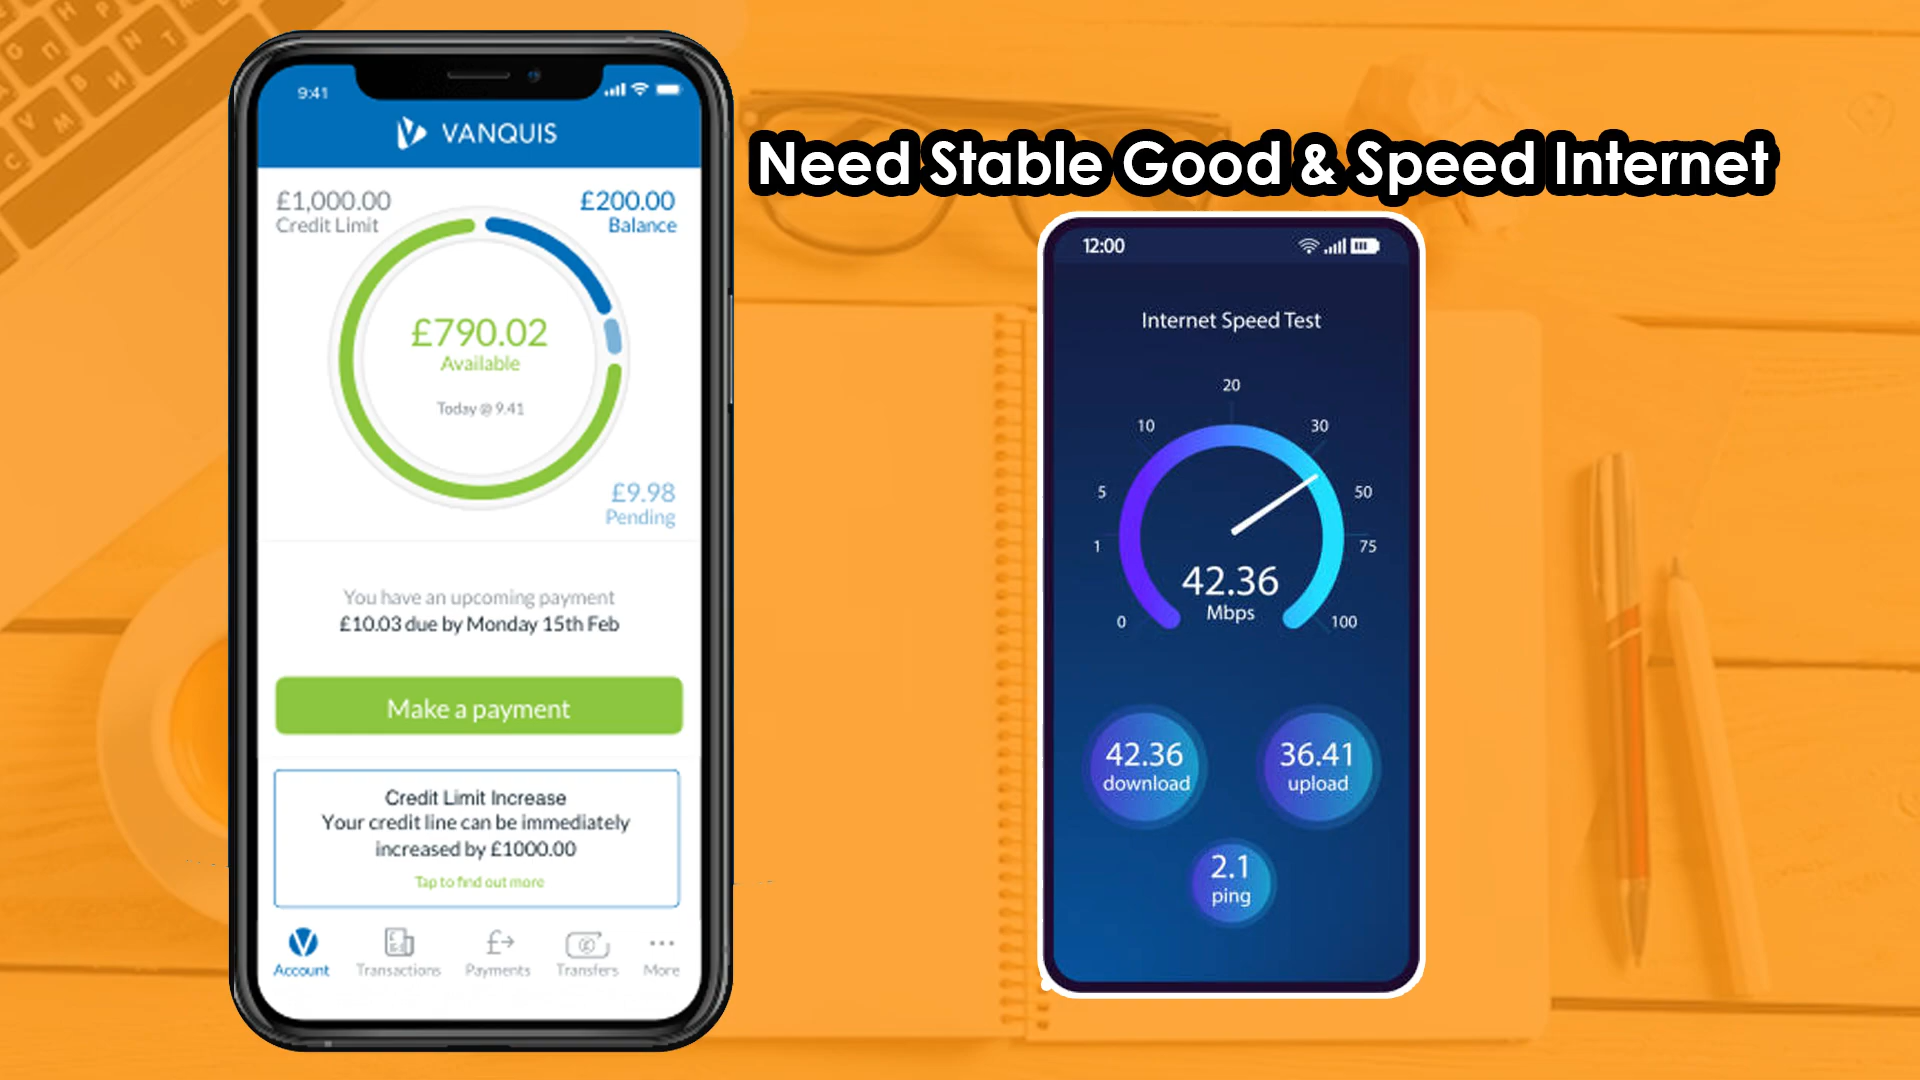 9:41
VANQUIS
£1,000.00
Credit Limit
£200.00
Balance
£790.02
Available
Today @ 9.41
£9.98
Pending
You have an upcoming payment
£10.03 due by Monday 15th Feb
Make a payment
Credit Limit Increase
Your credit line can be immediately
increased by £1000.00
Tap to find out more
Account
Transactions
Payments
Transfers
More
Need Stable Good & Speed Internet
12:00
Internet Speed Test
20
10
30
5
50
1
75
42.36
Mbps
0
100
42.36
download
36.41
upload
2.1
ping